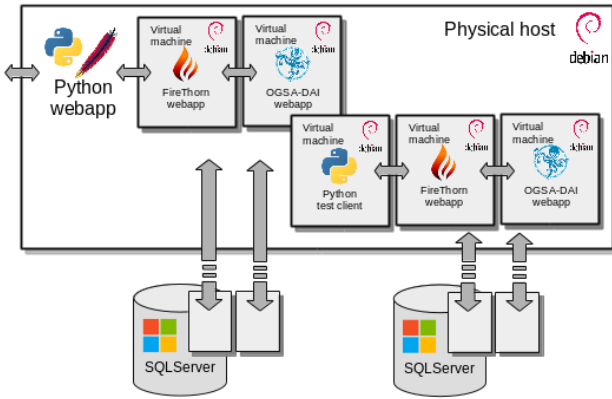 Physical host
debian
Python
webapp
Virtual
machine
debian
FireThorn
webapp
Virtual
machine
debian
OGSA-DAI
webapp
Virtual
machine
debian
Python
test client
Virtual
machine
debian
FireThorn
webapp
Virtual
machine
debian
OGSA-DAI
webapp
SQLServer
SQLServer